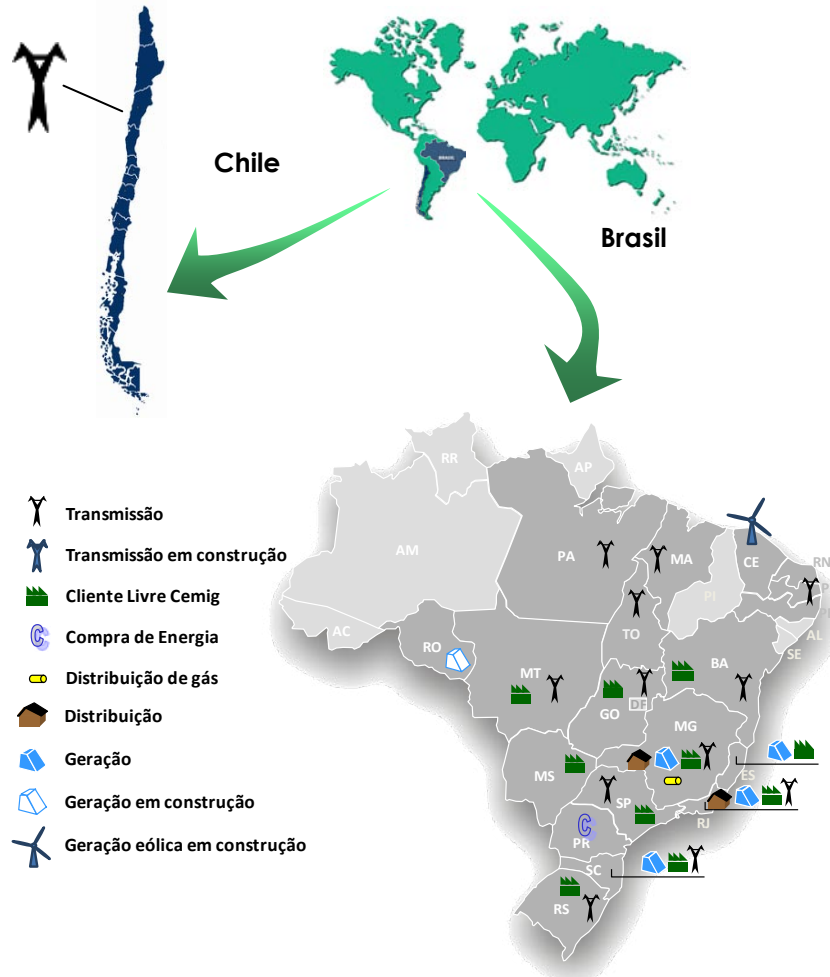 Chile
BRASIL
Brasil
RR
AP
Transmissão
Transmissão em construção
Cliente Livre Cemig
Compra de Energia
Distribuição de gás
Distribuição
Geração
Geração em construção
Geração eólica em construção
AM
PA
MA
CE
RN
PI
AC
RO
TO
AL
SE
MT
BA
GO
DF
MG
MS
ES
SP
RJ
C
PR
SC
RS